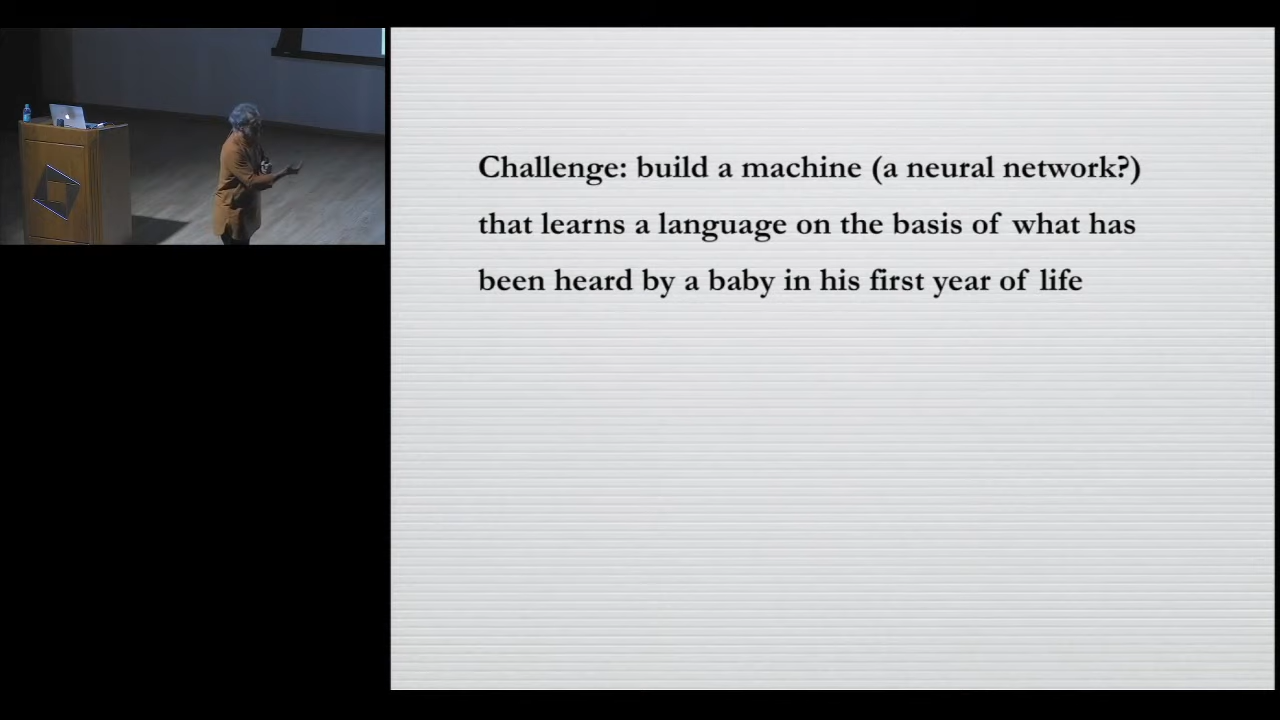 Challenge: build a machine (a neural network?)
that learns a language on the basis of what has
been heard by a baby in his first year of life